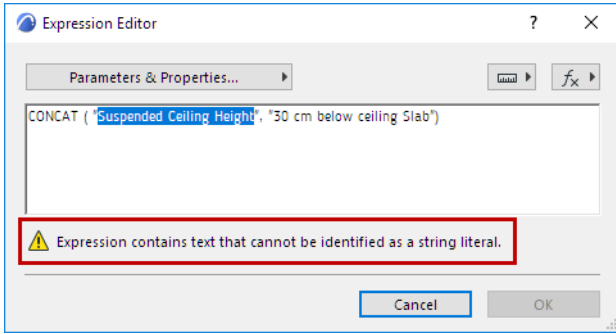 Expression Editor
?
Parameters & Properties...
fx
CONCAT ( "Suspended Ceiling Height", "30 cm below ceiling Slab")
Expression contains text that cannot be identified as a string literal.
Cancel
OK